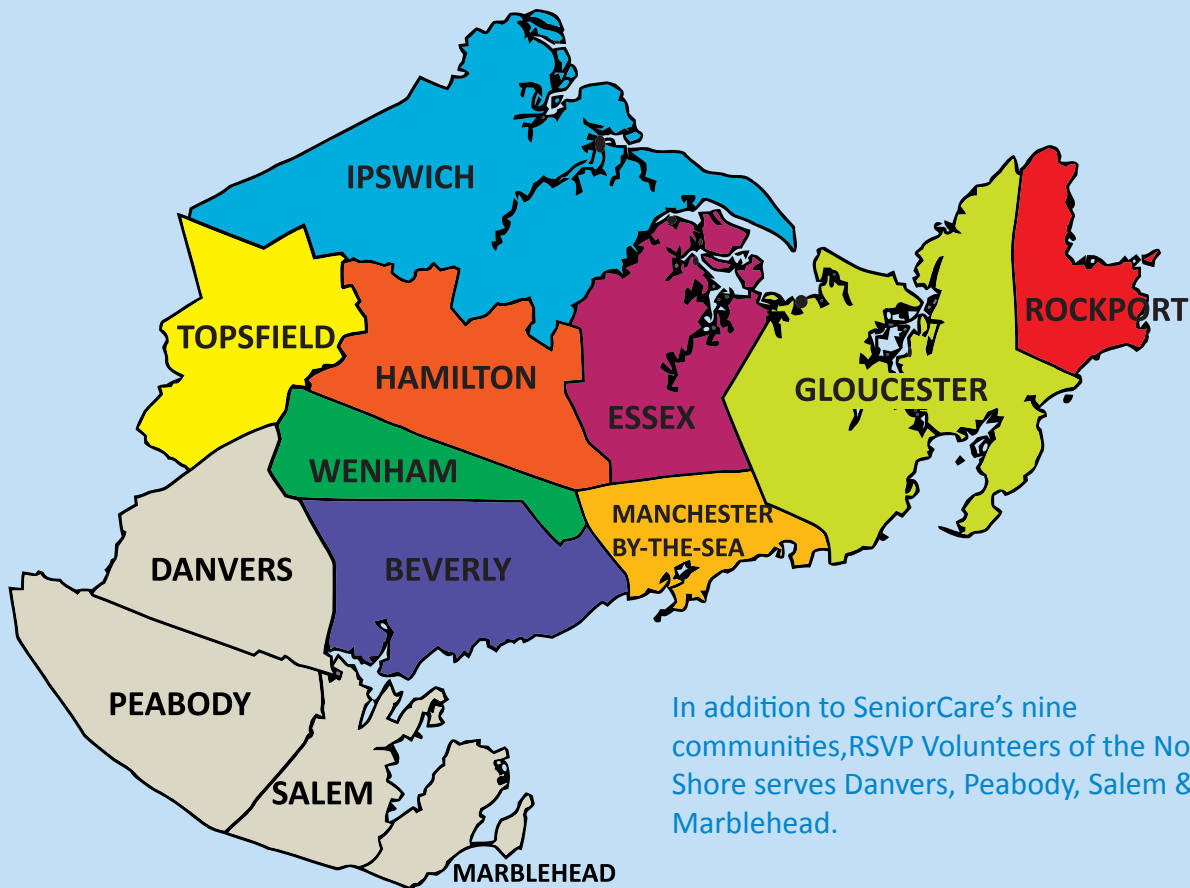 IPSWICH
TOPSFIELD
HAMILTON
ROCKPORT
GLOUCESTER
ESSEX
WENHAM
MANCHESTER
BY-THE-SEA
DANVERS
BEVERLY
PEABODY
SALEM
MARBLEHEAD
In addition to SeniorCare’s nine
communities,RSVP Volunteers of the No
Shore serves Danvers, Peabody, Salem &
Marblehead.